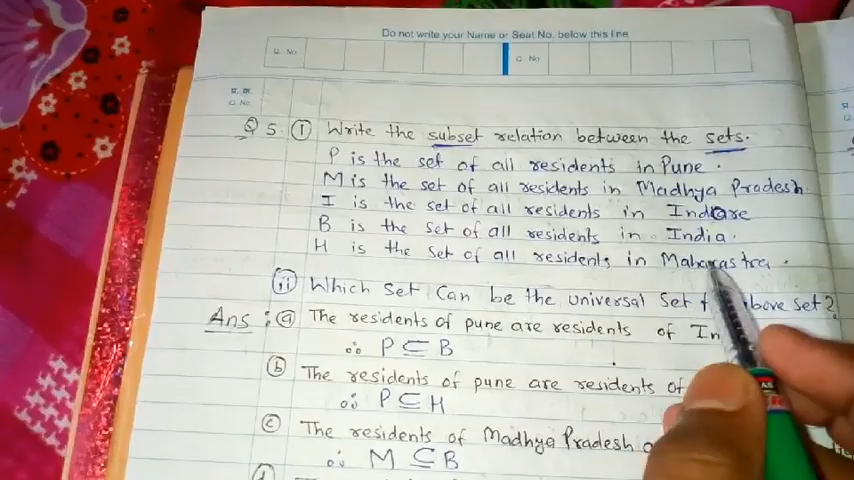 Do not write your Name or Seat No. below this line
Q. No
Q. No
प्र. क्र.
Q. No.
Q 5 (i) Write the subset relation between the sets.
P is the set of all residents in Pune.
M is the set of all residents in Madhya Pradesh
I is the set of all residents in Indore
B is the set of all residents in India.
H is the set of all residents in Maharastra.
(ii) Which set can be the universal set above set?
Ans: (a) The residents of pune are residents of In
∴ P ⊆ B
(b) The residents of pune are residents of
∴ P ⊆ H
(c) The residents of Madhya Pradesh
∴ M ⊆ B
(d)